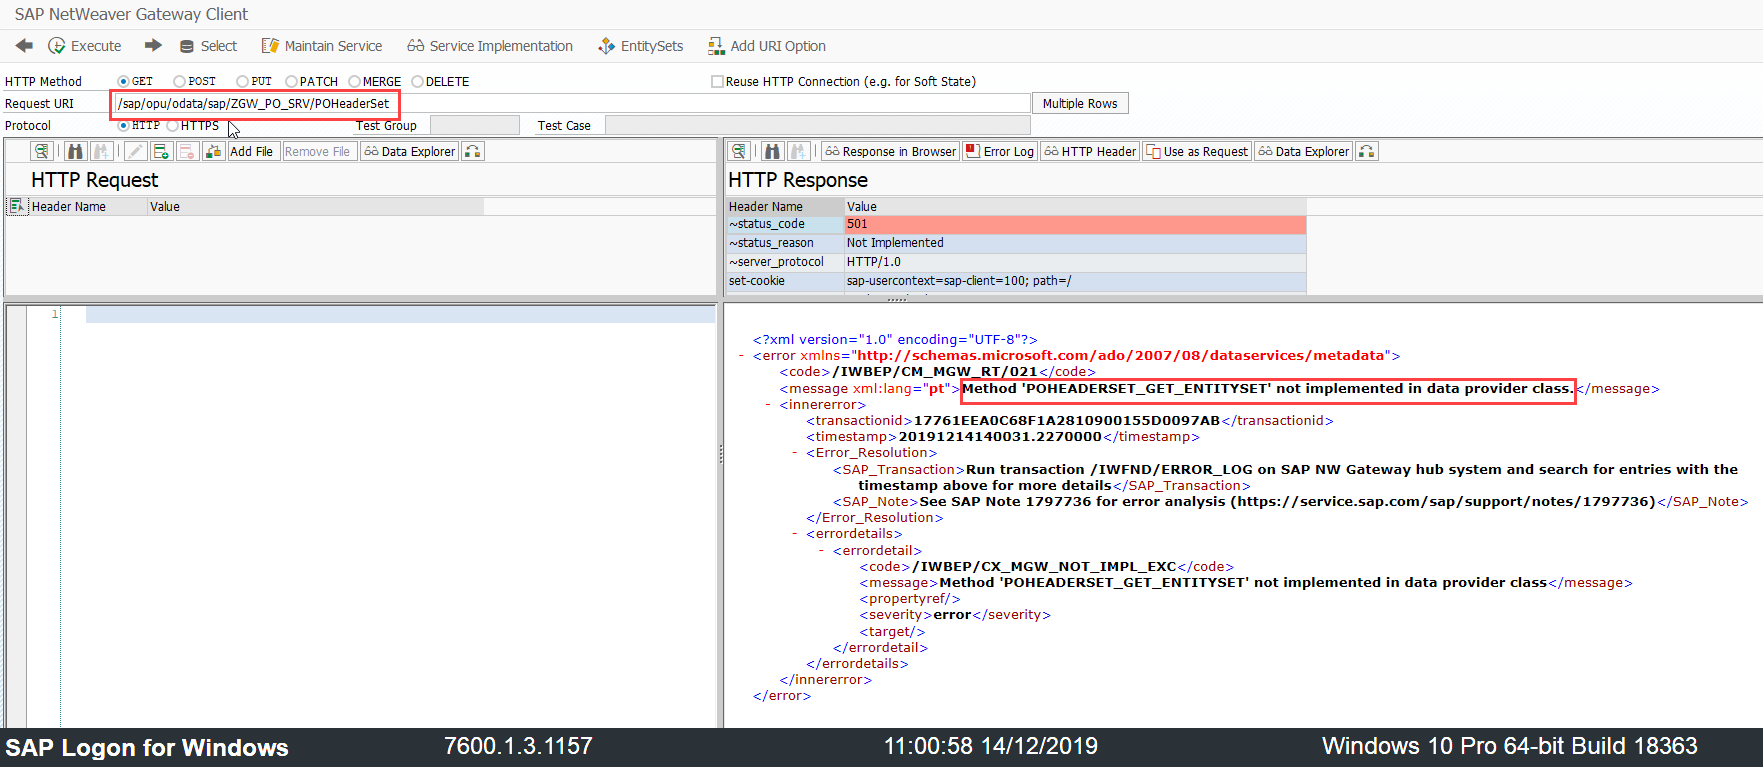 SAP NetWeaver Gateway Client
Execute Select Maintain Service Service Implementation EntitySets Add URI Option
HTTP Method GET POST PUT PATCH MERGE DELETE Reuse HTTP Connection (e.g. for Soft State)
Request URI /sap/opu/odata/sap/ZGW_PO_SRV/POHeaderSet Multiple Rows
Protocol HTTP HTTPS Test Group Test Case
Add File Remove File Data Explorer
Response in Browser Error Log HTTP Header Use as Request Data Explorer
HTTP Request
HTTP Response
Header Name Value
Header Name Value
~status_code 501
~status_reason Not Implemented
~server_protocol HTTP/1.0
set-cookie sap-usercontext=sap-client=100; path=/
1
<?xml version="1.0" encoding="UTF-8"?>
- <error xmlns="http://schemas.microsoft.com/ado/2007/08/dataservices/metadata">
<code>/IWBEP/CM_MGW_RT/021</code>
<message xml:lang="pt">Method 'POHEADERSET_GET_ENTITYSET' not implemented in data provider class.</message>
- <innererror>
<transactionid>17761EEA0C68F1A2810900155D0097AB</transactionid>
<timestamp>20191214140031.2270000</timestamp>
- <Error_Resolution>
<SAP_Transaction>Run transaction /IWFND/ERROR_LOG on SAP NW Gateway hub system and search for entries with the
timestamp above for more details</SAP_Transaction>
<SAP_Note>See SAP Note 1797736 for error analysis (https://service.sap.com/sap/support/notes/1797736)</SAP_Note>
</Error_Resolution>
- <errordetails>
- <errordetail>
<code>/IWBEP/CX_MGW_NOT_IMPL_EXC</code>
<message>Method 'POHEADERSET_GET_ENTITYSET' not implemented in data provider class</message>
<propertyref/>
<severity>error</severity>
<target/>
</errordetail>
</errordetails>
</innererror>
</error>
SAP Logon for Windows 7600.1.3.1157 11:00:58 14/12/2019 Windows 10 Pro 64-bit Build 18363